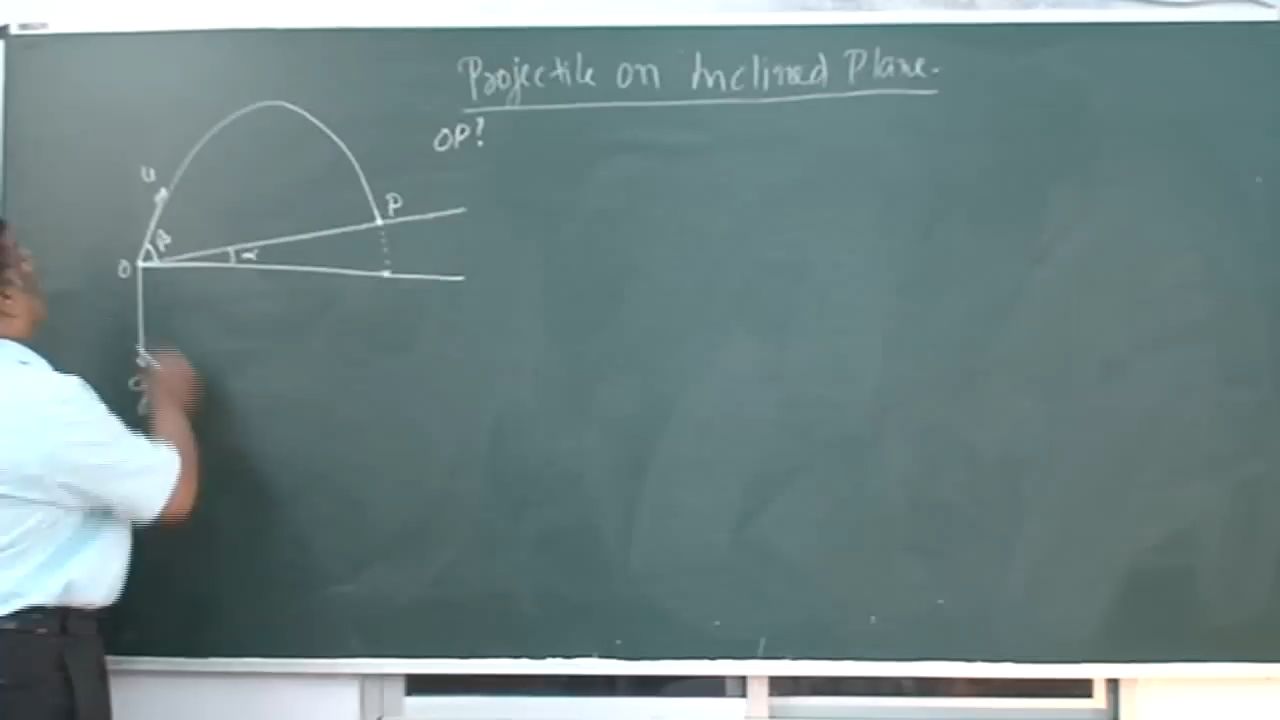 Projectile on Inclined Plane.
OP?
u
P
β
α
O